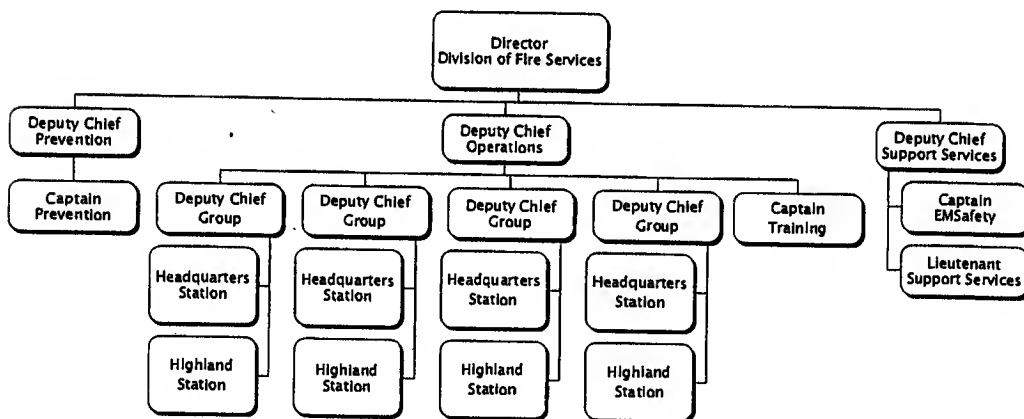 Director
Division of Fire Services
Deputy Chief
Prevention
Deputy Chief
Operations
Deputy Chief
Support Services
Captain
Prevention
Deputy Chief
Group
Deputy Chief
Group
Deputy Chief
Group
Deputy Chief
Group
Captain
Training
Captain
EMSafety
Headquarters
Station
Headquarters
Station
Headquarters
Station
Headquarters
Station
Lieutenant
Support Services
Highland
Station
Highland
Station
Highland
Station
Highland
Station